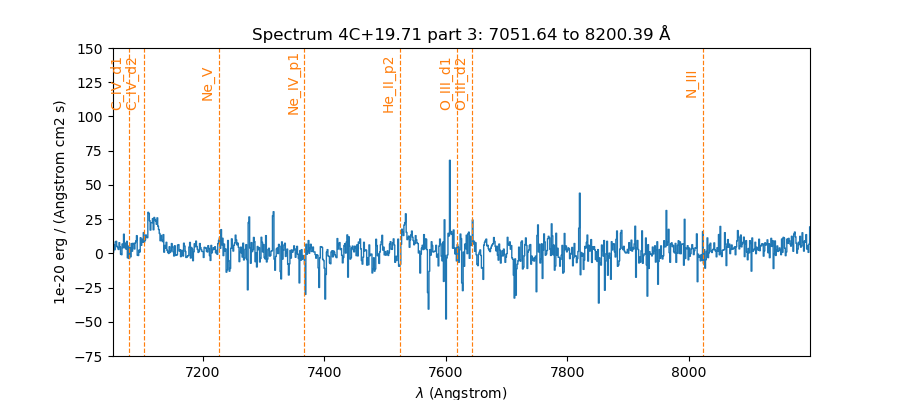 Spectrum 4C+19.71 part 3: 7051.64 to 8200.39 Å
150
125
100
75
50
25
0
−25
−50
−75
1e-20 erg / (Angstrom cm2 s)
C_IV_d1
C_IV_d2
Ne_V
Ne_IV_p1
He_II_p2
O_III_d1
O_III_d2
N_III
7200
7400
7600
7800
8000
λ (Angstrom)